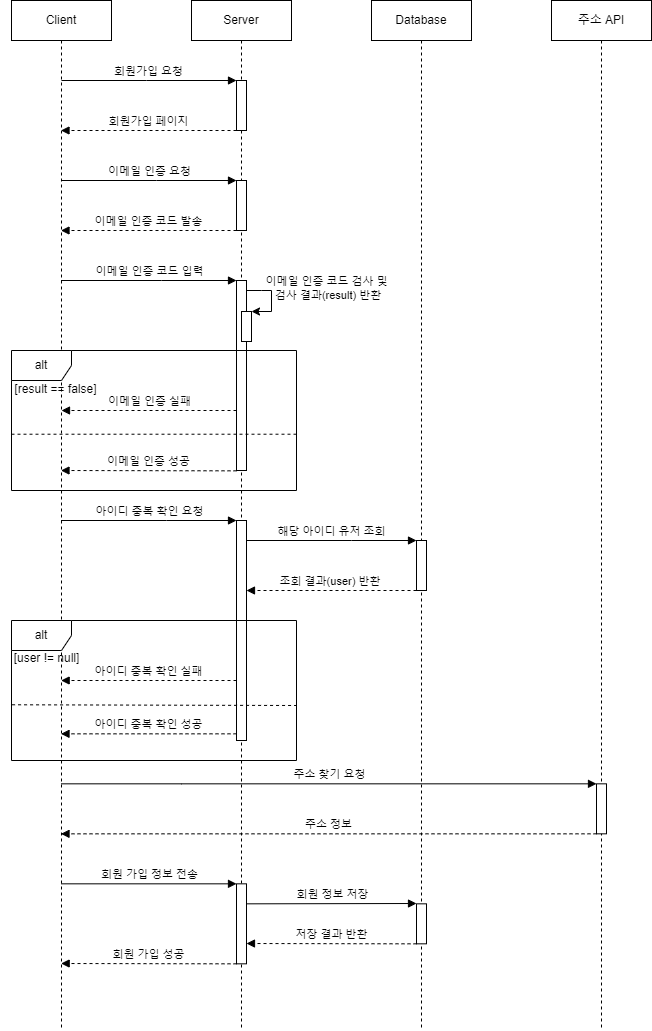 Client
Server
Database
주소 API
회원가입 요청
회원가입 페이지
이메일 인증 요청
이메일 인증 코드 발송
이메일 인증 코드 입력
이메일 인증 코드 검사 및
검사 결과(result) 반환
alt
[result == false]
이메일 인증 실패
이메일 인증 성공
아이디 중복 확인 요청
해당 아이디 유저 조회
조회 결과(user) 반환
alt
[user != null]
아이디 중복 확인 실패
아이디 중복 확인 성공
주소 찾기 요청
주소 정보
회원 가입 정보 전송
회원 정보 저장
저장 결과 반환
회원 가입 성공